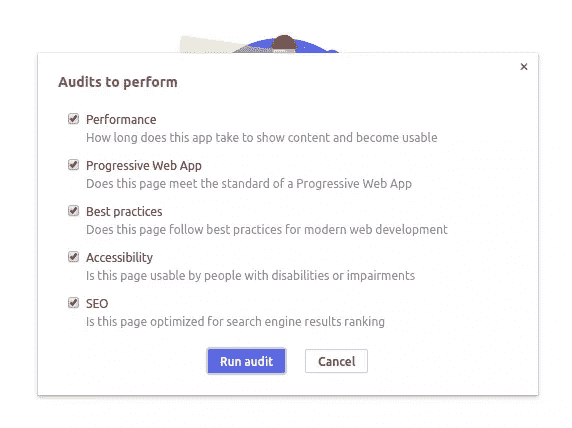 ×
Audits to perform
Performance
How long does this app take to show content and become usable
Progressive Web App
Does this page meet the standard of a Progressive Web App
Best practices
Does this page follow best practices for modern web development
Accessibility
Is this page usable by people with disabilities or impairments
SEO
Is this page optimized for search engine results ranking
Run audit Cancel